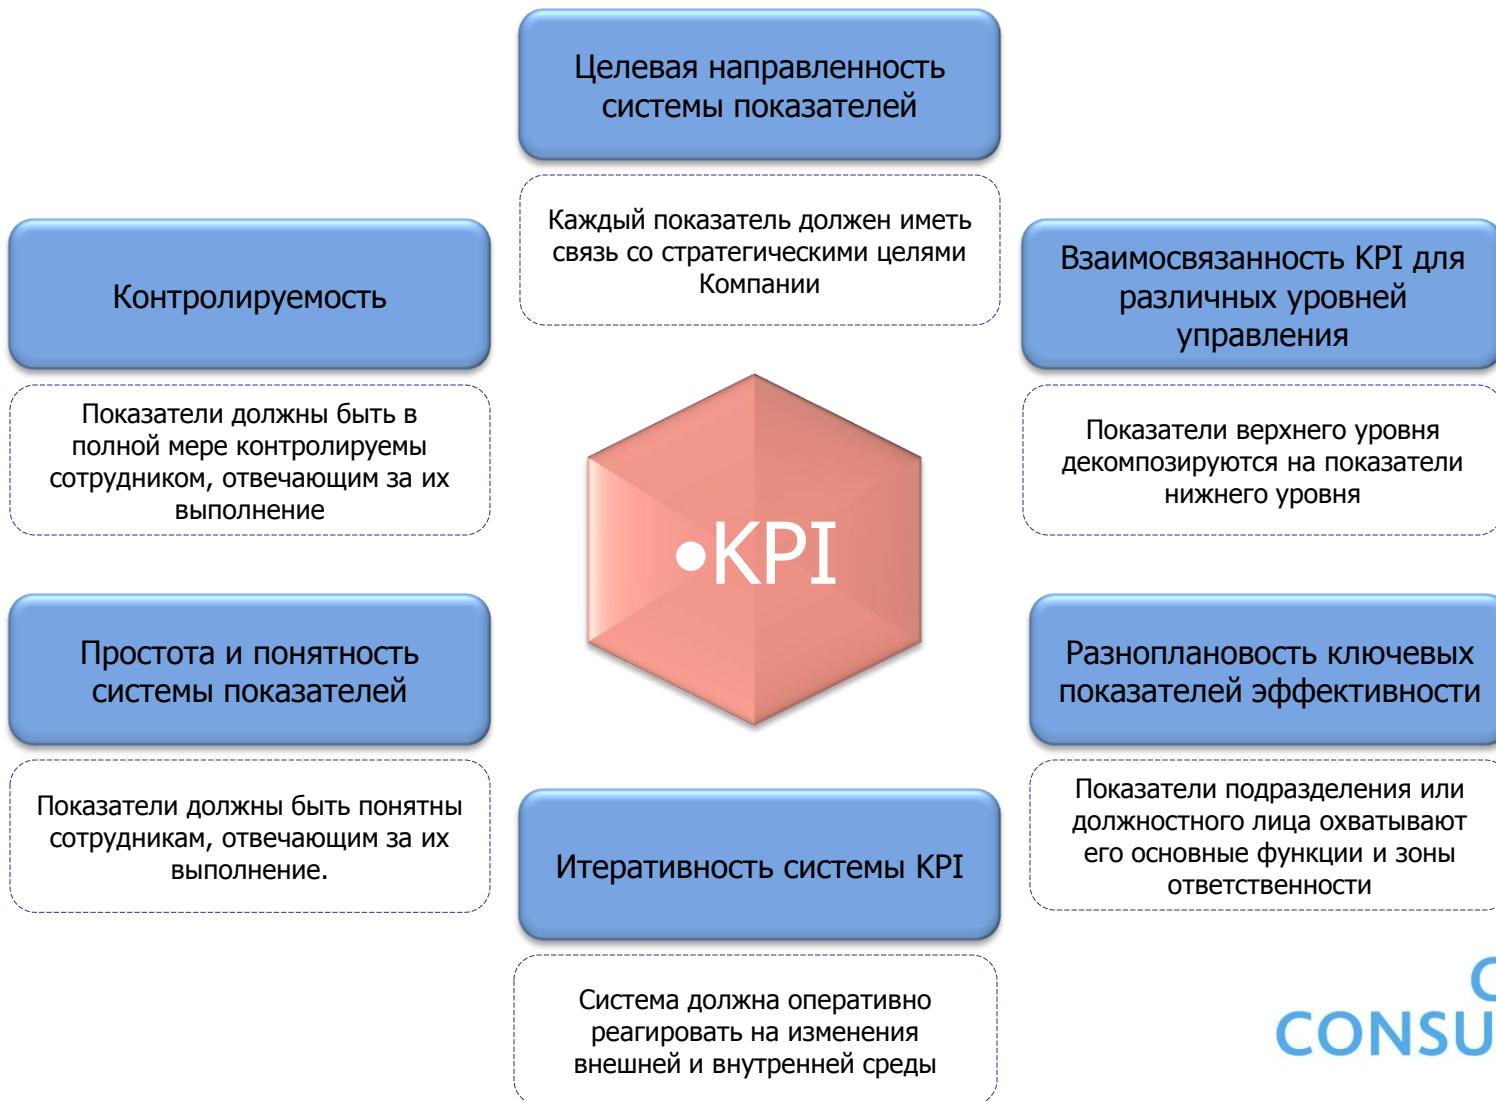 Целевая направленность
системы показателей
Каждый показатель должен иметь
связь со стратегическими целями
Компании
Контролируемость
Показатели должны быть в
полной мере контролируемы
сотрудником, отвечающим за их
выполнение
Взаимосвязанность KPI для
различных уровней
управления
Показатели верхнего уровня
декомпозируются на показатели
нижнего уровня
•KPI
Простота и понятность
системы показателей
Показатели должны быть понятны
сотрудникам, отвечающим за их
выполнение.
Разноплановость ключевых
показателей эффективности
Показатели подразделения или
должностного лица охватывают
его основные функции и зоны
ответственности
Итеративность системы KPI
Система должна оперативно
реагировать на изменения
внешней и внутренней среды